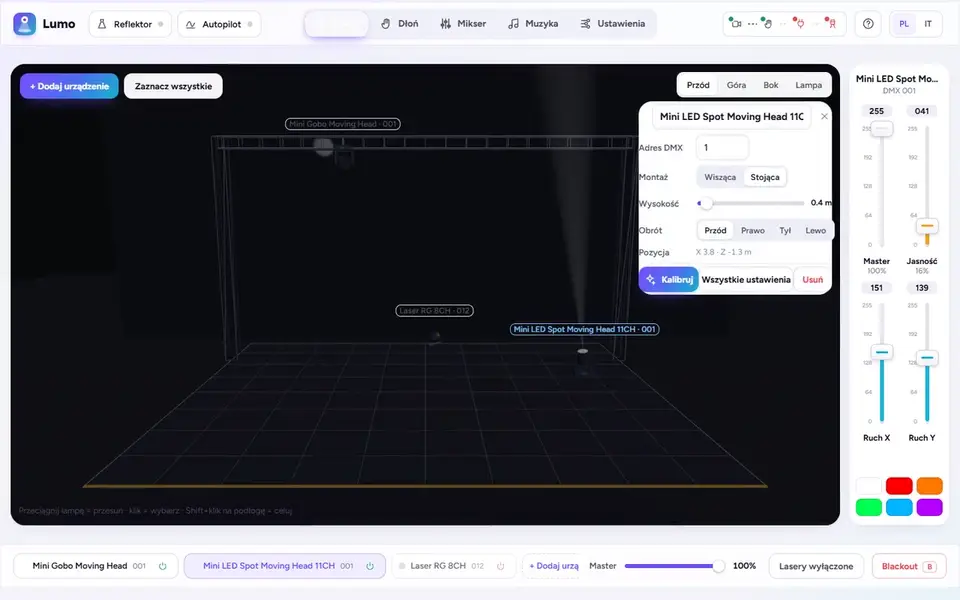 Lumo
Reflektor
Autopilot
Dłoń
Mikser
Muzyka
Ustawienia
PL
IT
+ Dodaj urządzenie
Zaznacz wszystkie
Przód
Góra
Bok
Lampa
Mini Gobo Moving Head · 001
Laser RG 8CH · 012
Mini LED Spot Moving Head 11CH · 001
Mini LED Spot Moving Head 11C
Adres DMX
1
Montaż
Wisząca
Stojąca
Wysokość
0.4 m
Obrót
Przód
Prawo
Tył
Lewo
Pozycja
X 3.8 · Z -1.3 m
Kalibruj
Wszystkie ustawienia
Usuń
Przeciągnij lampę = przesuń · klik = wybierz · Shift+klik na podłogę = celuj
Mini LED Spot Mo...
DMX 001
255
041
255
255
192
192
128
128
64
64
0
0
Master
Jasność
100%
16%
151
139
255
255
192
192
128
128
64
64
0
0
Ruch X
Ruch Y
Mini Gobo Moving Head 001
Mini LED Spot Moving Head 11CH 001
Laser RG 8CH 012
+ Dodaj urzą
Master
100%
Lasery wyłączone
Blackout B